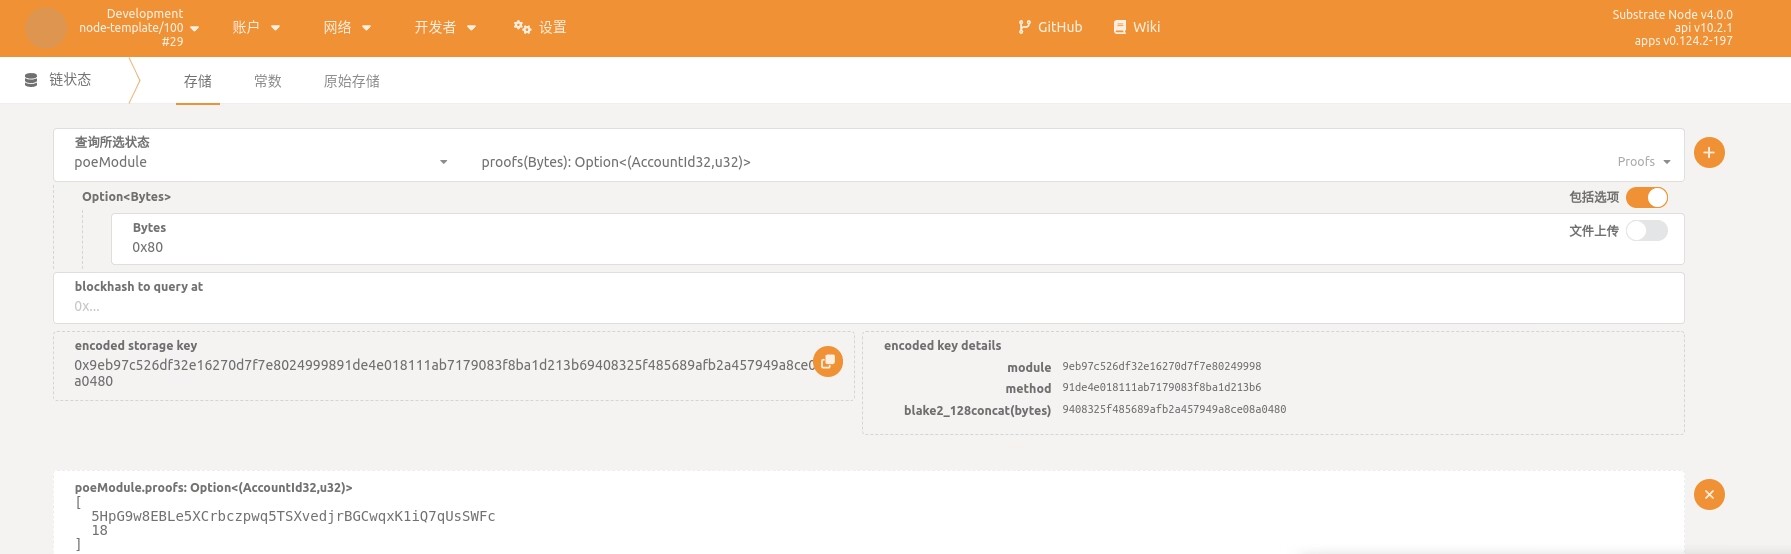 Development
node-template/100
#29
账户
网络
开发者
设置
GitHub
Wiki
Substrate Node v4.0.0
api v10.2.1
apps v0.124.2-197
链状态
存储
常数
原始存储
查询所选状态
poeModule
proofs(Bytes): Option<(AccountId32,u32)>
Proofs
Option<Bytes>
包括选项
Bytes
0x80
文件上传
blockhash to query at
0x...
encoded storage key
0x9eb97c526df32e16270d7f7e8024999891de4e018111ab7179083f8ba1d213b69408325f485689afb2a457949a8ce0
a0480
encoded key details
module 9eb97c526df32e16270d7f7e80249998
method 91de4e018111ab7179083f8ba1d213b6
blake2_128concat(bytes) 9408325f485689afb2a457949a8ce08a0480
poeModule.proofs: Option<(AccountId32,u32)>
[
5HpG9w8EBLe5XCrbczpwq5TSXvedjrBGCwqxK1iQ7qUsSWFc
18
]